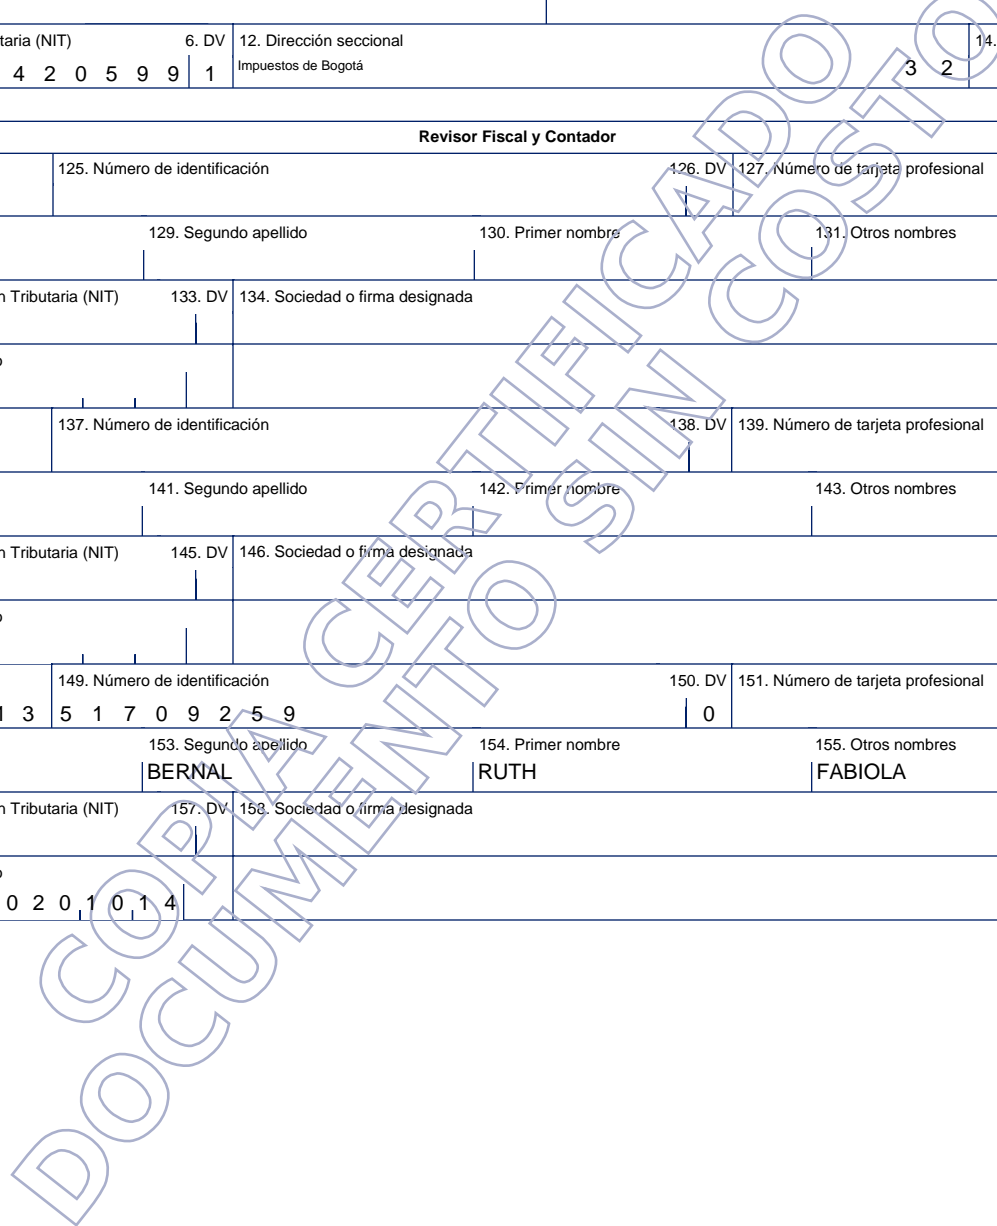 taria (NIT) 6. DV 12. Dirección seccional 14.
4 2 0 5 9 9 1 Impuestos de Bogotá 3 2
Revisor Fiscal y Contador
125. Número de identificación 126. DV 127. Número de tarjeta profesional
129. Segundo apellido 130. Primer nombre 131. Otros nombres
n Tributaria (NIT) 133. DV 134. Sociedad o firma designada
o
137. Número de identificación 138. DV 139. Número de tarjeta profesional
141. Segundo apellido 142. Primer nombre 143. Otros nombres
n Tributaria (NIT) 145. DV 146. Sociedad o firma designada
o
149. Número de identificación 150. DV 151. Número de tarjeta profesional
1 3 5 1 7 0 9 2 5 9 0
153. Segundo apellido 154. Primer nombre 155. Otros nombres
BERNAL RUTH FABIOLA
n Tributaria (NIT) 157. DV 158. Sociedad o firma designada
o
0 2 0 1 0 1 4
COPIA CERTIFICADO
DOCUMENTO SIN COSTO